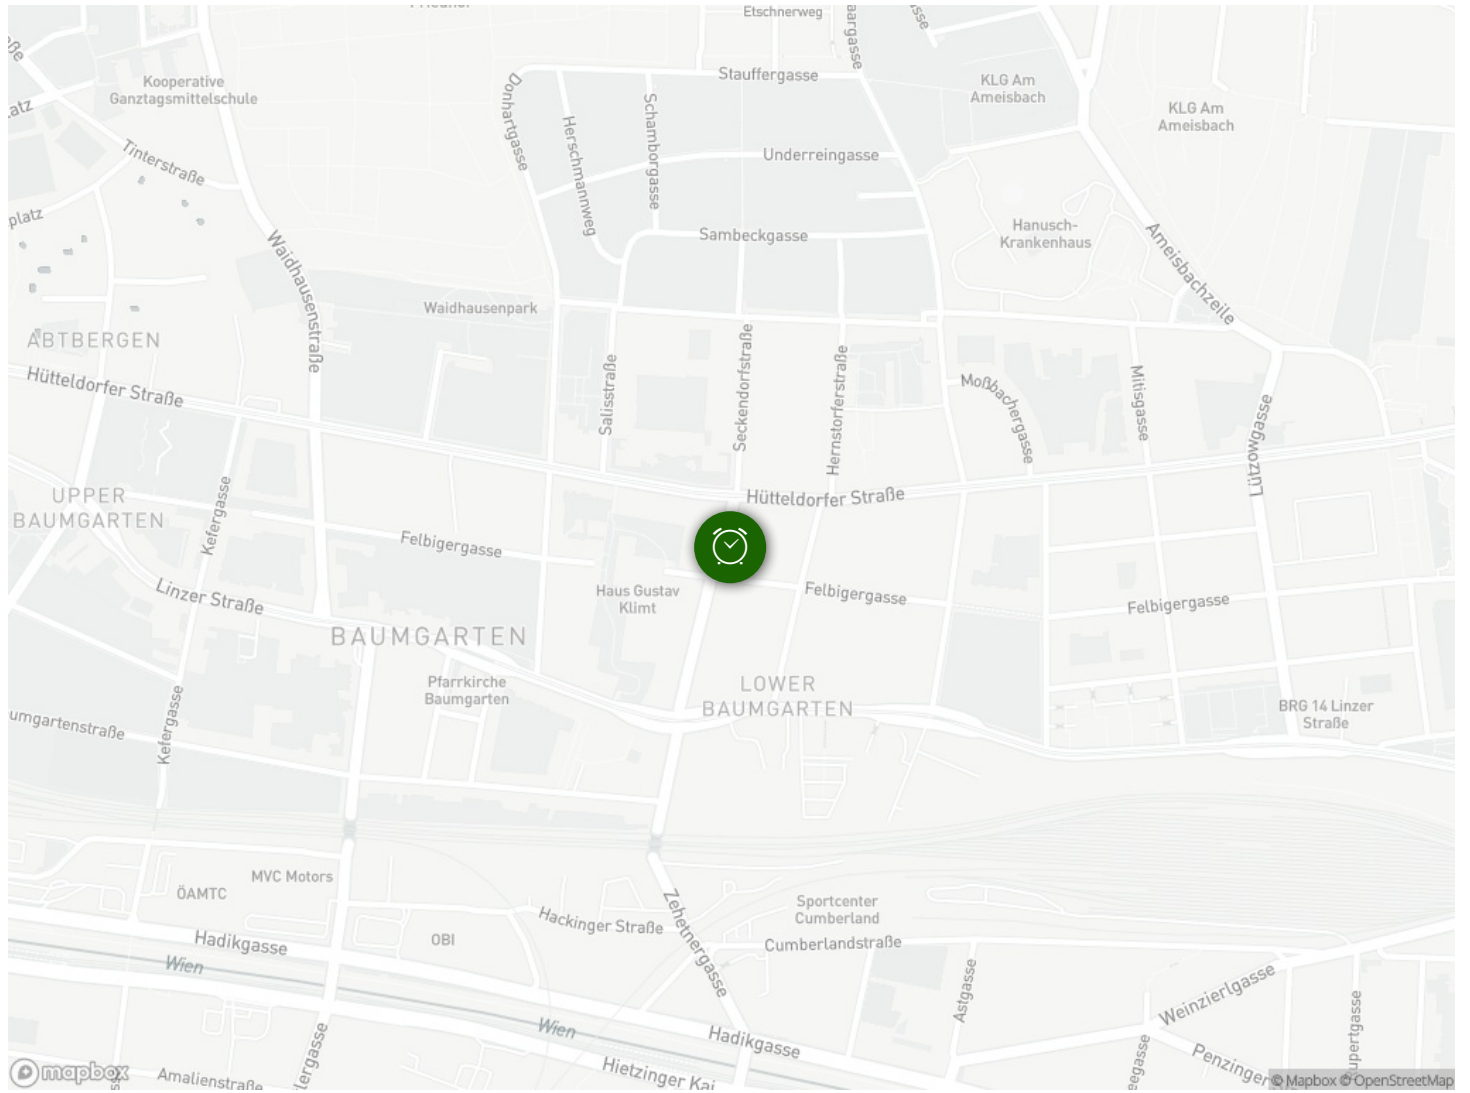 Etschnerweg
Stauffergasse
Kooperative
Ganztagsmittelschule
KLG Am
Ameisbach
KLG Am
Ameisbach
Donhartgasse
Herschmannweg
Schamborgasse
Underreingasse
Tinterstraße
Sambeckgasse
Hanusch-
Krankenhaus
Ameisbachzeile
Waidhausenstraße
Waidhausenpark
ABTBERGEN
Hütteldorfer Straße
Salisstraße
Seckendorfstraße
Hernstorferstraße
Moßbachergasse
Mitisgasse
Lützowgasse
UPPER
BAUMGARTEN
Kefergasse
Hütteldorfer Straße
Felbigergasse
Linzer Straße
Haus Gustav
Klimt
Felbigergasse
Felbigergasse
BAUMGARTEN
Pfarrkirche
Baumgarten
LOWER
BAUMGARTEN
BRG 14 Linzer
Straße
umgartenstraße
Kefergasse
MVC Motors
ÖAMTC
Zehetnergasse
Sportcenter
Cumberland
Hackinger Straße
Hadikgasse
OBI
Cumberlandstraße
Wien
Astgasse
Weinzierlgasse
Wien
Hadikgasse
Rupertgasse
Hietzinger Kai
Penzinger
Amalienstraße
mapbox
© Mapbox © OpenStreetMap